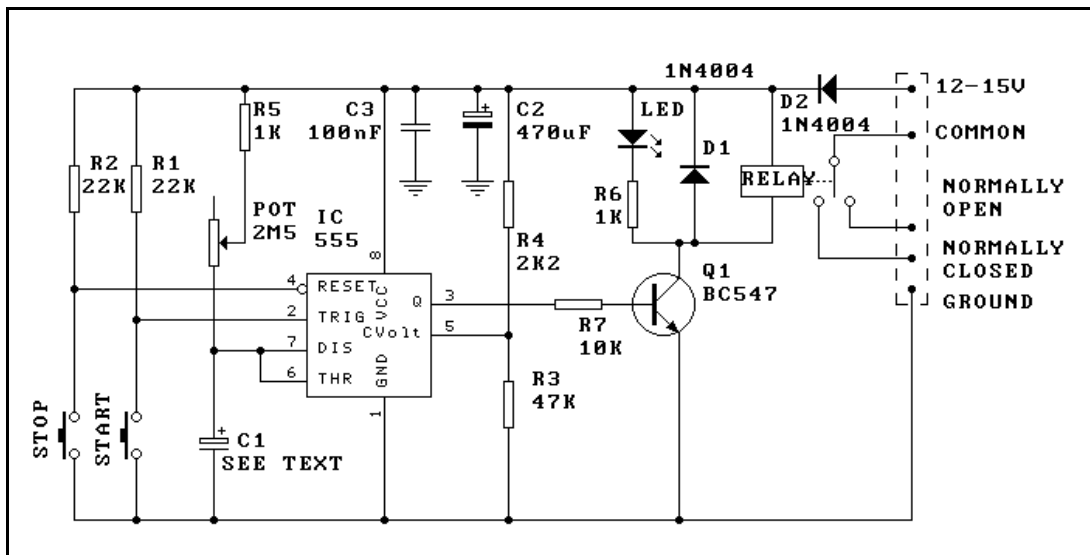 1N4004
12-15V
R5
1K
C3
100nF
C2
470uF
LED
D2
1N4004
COMMON
R2
22K
R1
22K
D1
RELAY
NORMALLY
OPEN
R6
1K
POT
2M5
IC
555
R4
2K2
NORMALLY
CLOSED
8
Q1
BC547
4
RESET
VCC
Q
3
GROUND
2
TRIG
CVolt
5
R7
10K
7
DIS
GND
6
THR
R3
47K
1
STOP
START
C1
SEE TEXT
+
+